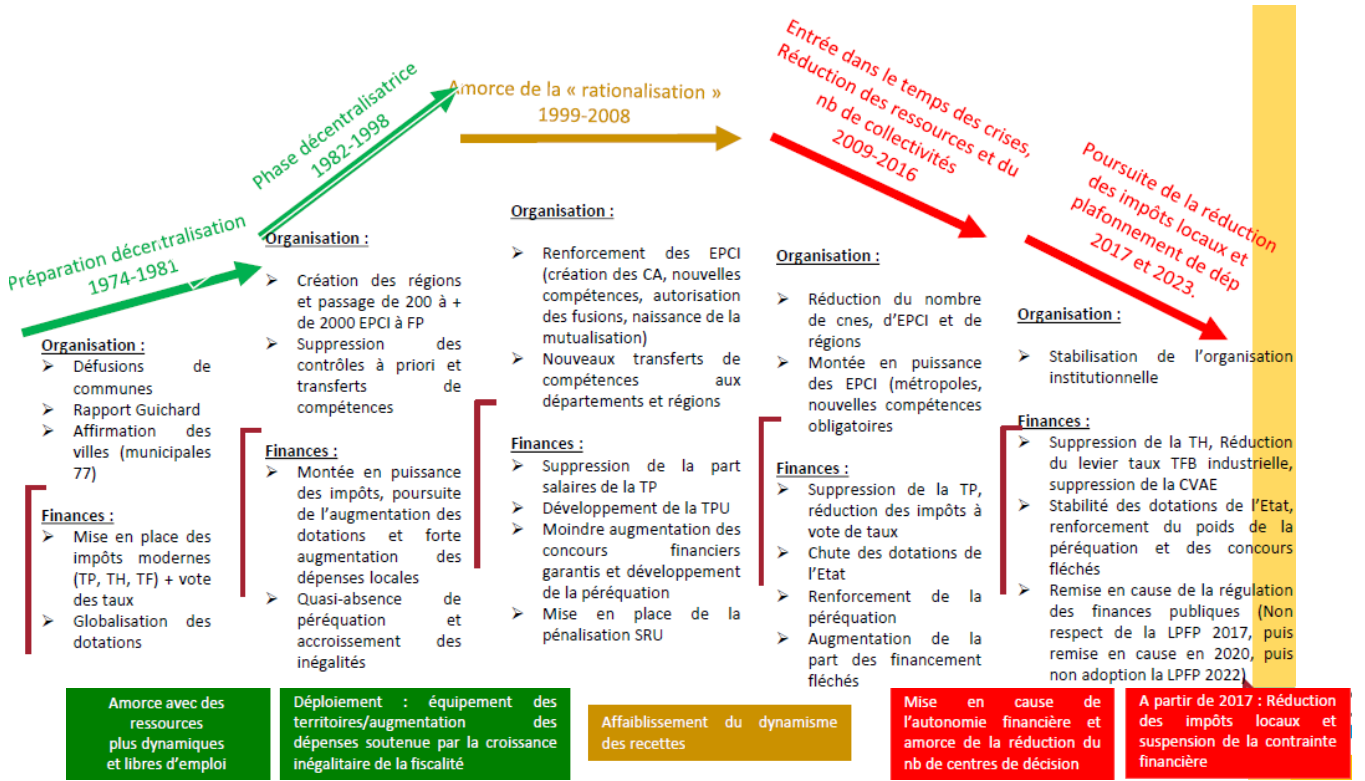 Préparation décentralisation
1974-1981
Phase décentralisatrice
1982-1998
Amorce de la « rationalisation »
1999-2008
Entrée dans le temps des crises,
Réduction des ressources et du
nb de collectivités
2009-2016
Poursuite de la réduction
des impôts locaux et
plafonnement de dép
2017 et 2023.
Organisation :
➢ Défusions de
communes
➢ Rapport Guichard
➢ Affirmation des
villes (municipales
77)
Finances :
➢ Mise en place des
impôts modernes
(TP, TH, TF) + vote
des taux
➢ Globalisation des
dotations
Organisation :
➢ Création des régions
et passage de 200 à +
de 2000 EPCI à FP
➢ Suppression des
contrôles à priori et
transferts de
compétences
Finances :
➢ Montée en puissance
des impôts, poursuite
de l'augmentation des
dotations et forte
augmentation des
dépenses locales
➢ Quasi-absence de
péréquation et
accroissement des
inégalités
Organisation :
➢ Renforcement des EPCI
(création des CA, nouvelles
compétences, autorisation
des fusions, naissance de la
mutualisation)
➢ Nouveaux transferts de
compétences aux
départements et régions
Finances :
➢ Suppression de la part
salaires de la TP
➢ Développement de la TPU
➢ Moindre augmentation des
concours financiers
garantis et développement
de la péréquation
➢ Mise en place de la
pénalisation SRU
Organisation :
➢ Réduction du nombre
de cnes, d'EPCI et de
régions
➢ Montée en puissance
des EPCI (métropoles,
nouvelles compétences
obligatoires
Finances :
➢ Suppression de la TP,
réduction des impôts à
vote de taux
➢ Chute des dotations de
l'Etat
➢ Renforcement de la
péréquation
➢ Augmentation de la
part des financement
fléchés
Organisation :
➢ Stabilisation de l'organisation
institutionnelle
Finances :
➢ Suppression de la TH, Réduction
du levier taux TFB industrielle,
suppression de la CVAE
➢ Stabilité des dotations de l'Etat,
renforcement du poids de la
péréquation et des concours
fléchés
➢ Remise en cause de la régulation
des finances publiques (Non
respect de la LPFP 2017, puis
remise en cause en 2020, puis
non adoption la LPFP 2022)
Amorce avec des
ressources
plus dynamiques
et libres d'emploi
Déploiement : équipement des
territoires/augmentation des
dépenses soutenue par la croissance
inégalitaire de la fiscalité
Affaiblissement du dynamisme
des recettes
Mise en cause de
l'autonomie financière et
amorce de la réduction du
nb de centres de décision
A partir de 2017 : Réduction
des impôts locaux et
suspension de la contrainte
financière